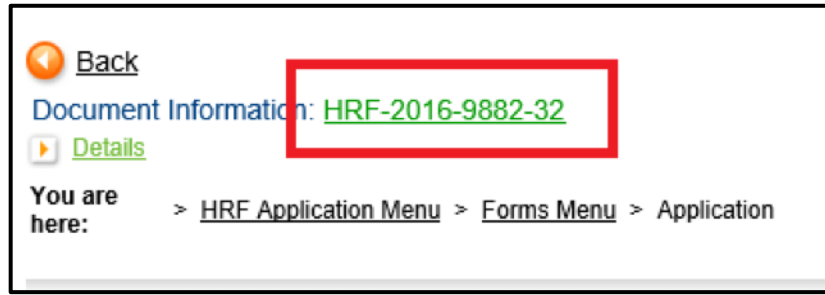 Back
Document Information: HRF-2016-9882-32
Details
You are
here:
> HRF Application Menu > Forms Menu > Application